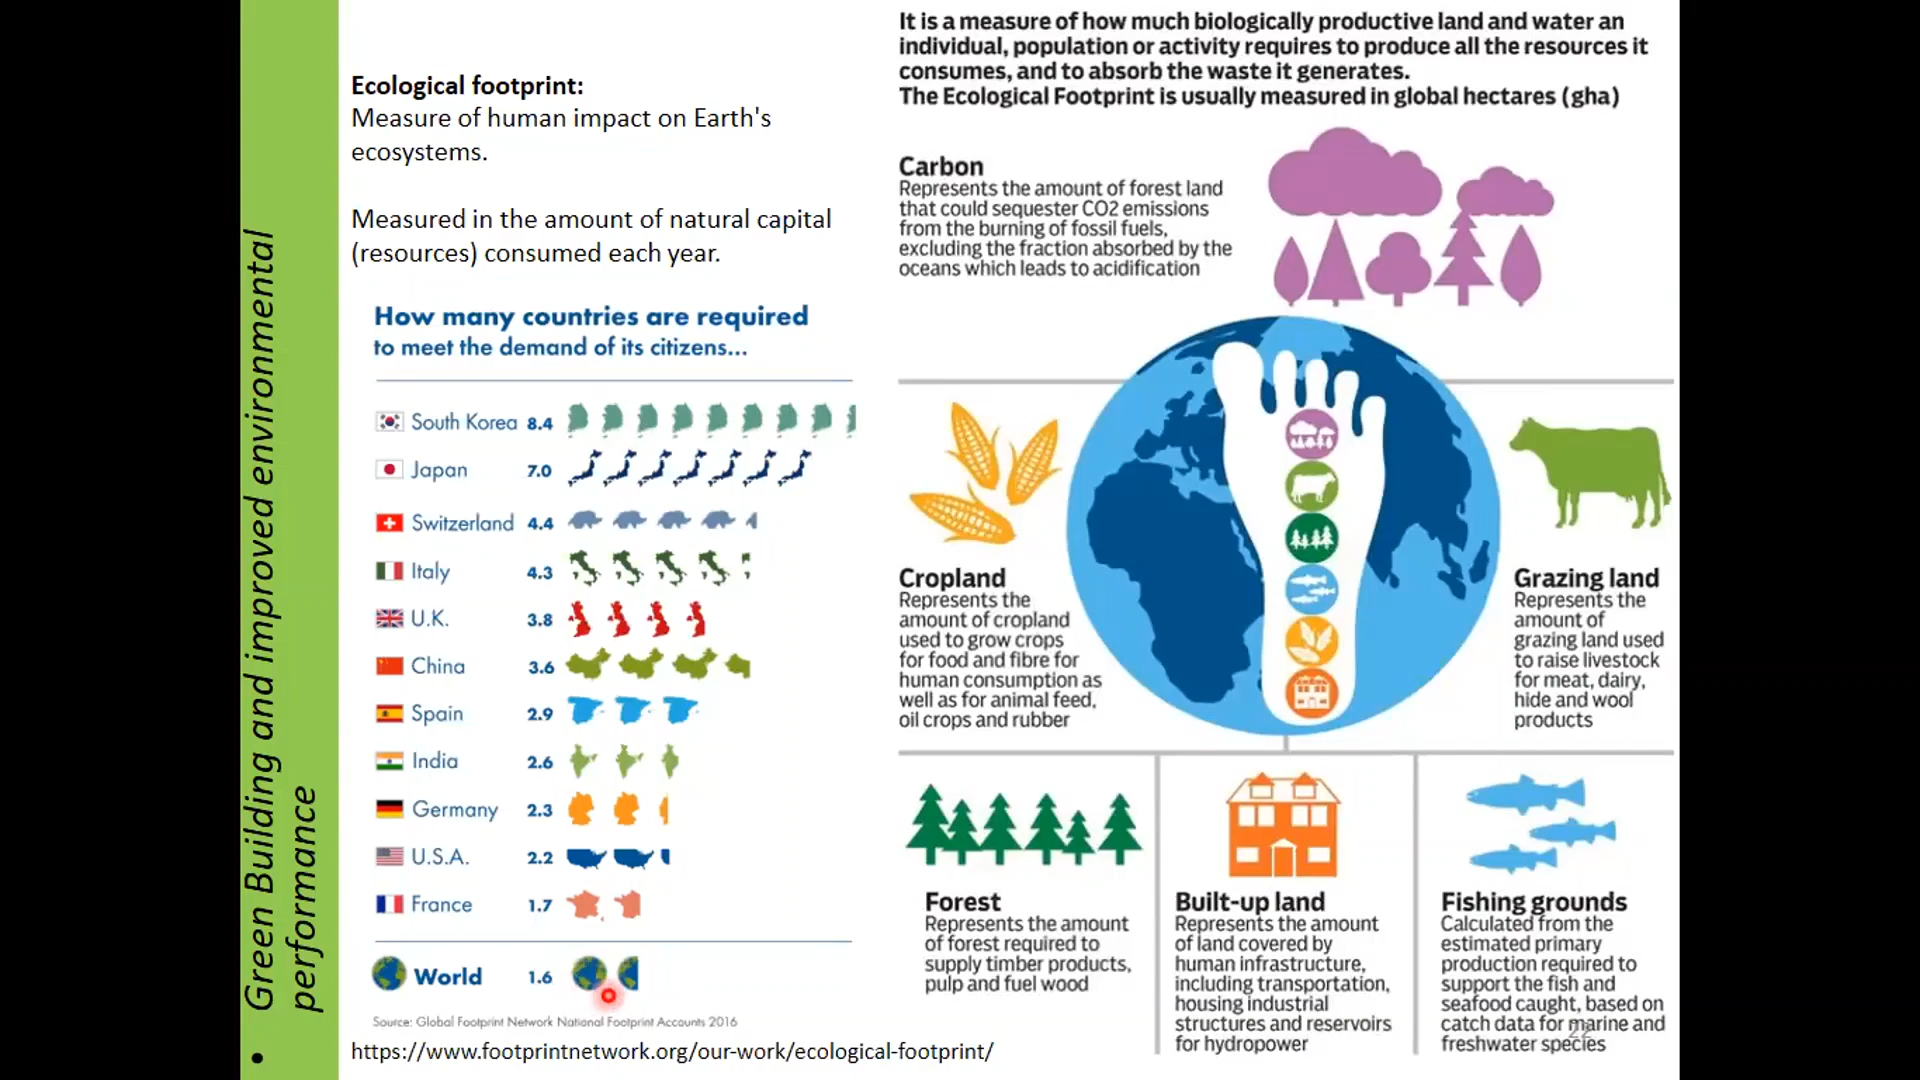 • Green Building and improved environmental
performance
Ecological footprint:
Measure of human impact on Earth's
ecosystems.
Measured in the amount of natural capital
(resources) consumed each year.
How many countries are required
to meet the demand of its citizens...
South Korea 8.4
Japan 7.0
Switzerland 4.4
Italy 4.3
U.K. 3.8
China 3.6
Spain 2.9
India 2.6
Germany 2.3
U.S.A. 2.2
France 1.7
World 1.6
Source: Global Footprint Network National Footprint Accounts 2016
https://www.footprintnetwork.org/our-work/ecological-footprint/
It is a measure of how much biologically productive land and water an
individual, population or activity requires to produce all the resources it
consumes, and to absorb the waste it generates.
The Ecological Footprint is usually measured in global hectares (gha)
Carbon
Represents the amount of forest land
that could sequester CO2 emissions
from the burning of fossil fuels,
excluding the fraction absorbed by the
oceans which leads to acidification
Cropland
Represents the
amount of cropland
used to grow crops
for food and fibre for
human consumption as
well as for animal feed,
oil crops and rubber
Grazing land
Represents the
amount of
grazing land used
to raise livestock
for meat, dairy,
hide and wool
products
Forest
Represents the amount
of forest required to
supply timber products,
pulp and fuel wood
Built-up land
Represents the amount
of land covered by
human infrastructure,
including transportation,
housing industrial
structures and reservoirs
for hydropower
Fishing grounds
Calculated from the
estimated primary
production required to
support the fish and
seafood caught, based on
catch data for marine and
freshwater species